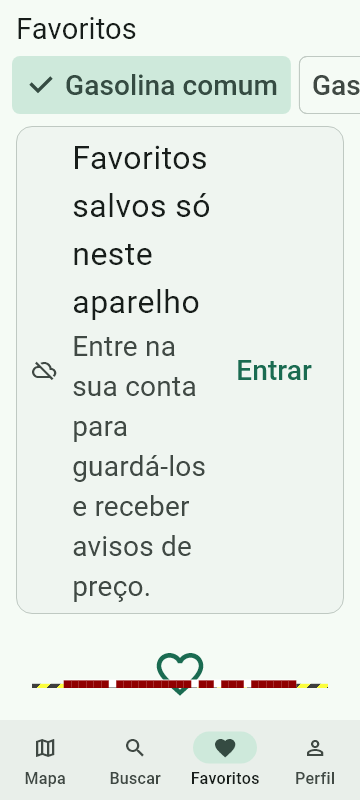 Favoritos
Gasolina comum
Gas
Favoritos
salvos só
neste
aparelho
Entre na
sua conta
para
guardá-los
e receber
avisos de
preço.
Entrar
Mapa
Buscar
Favoritos
Perfil